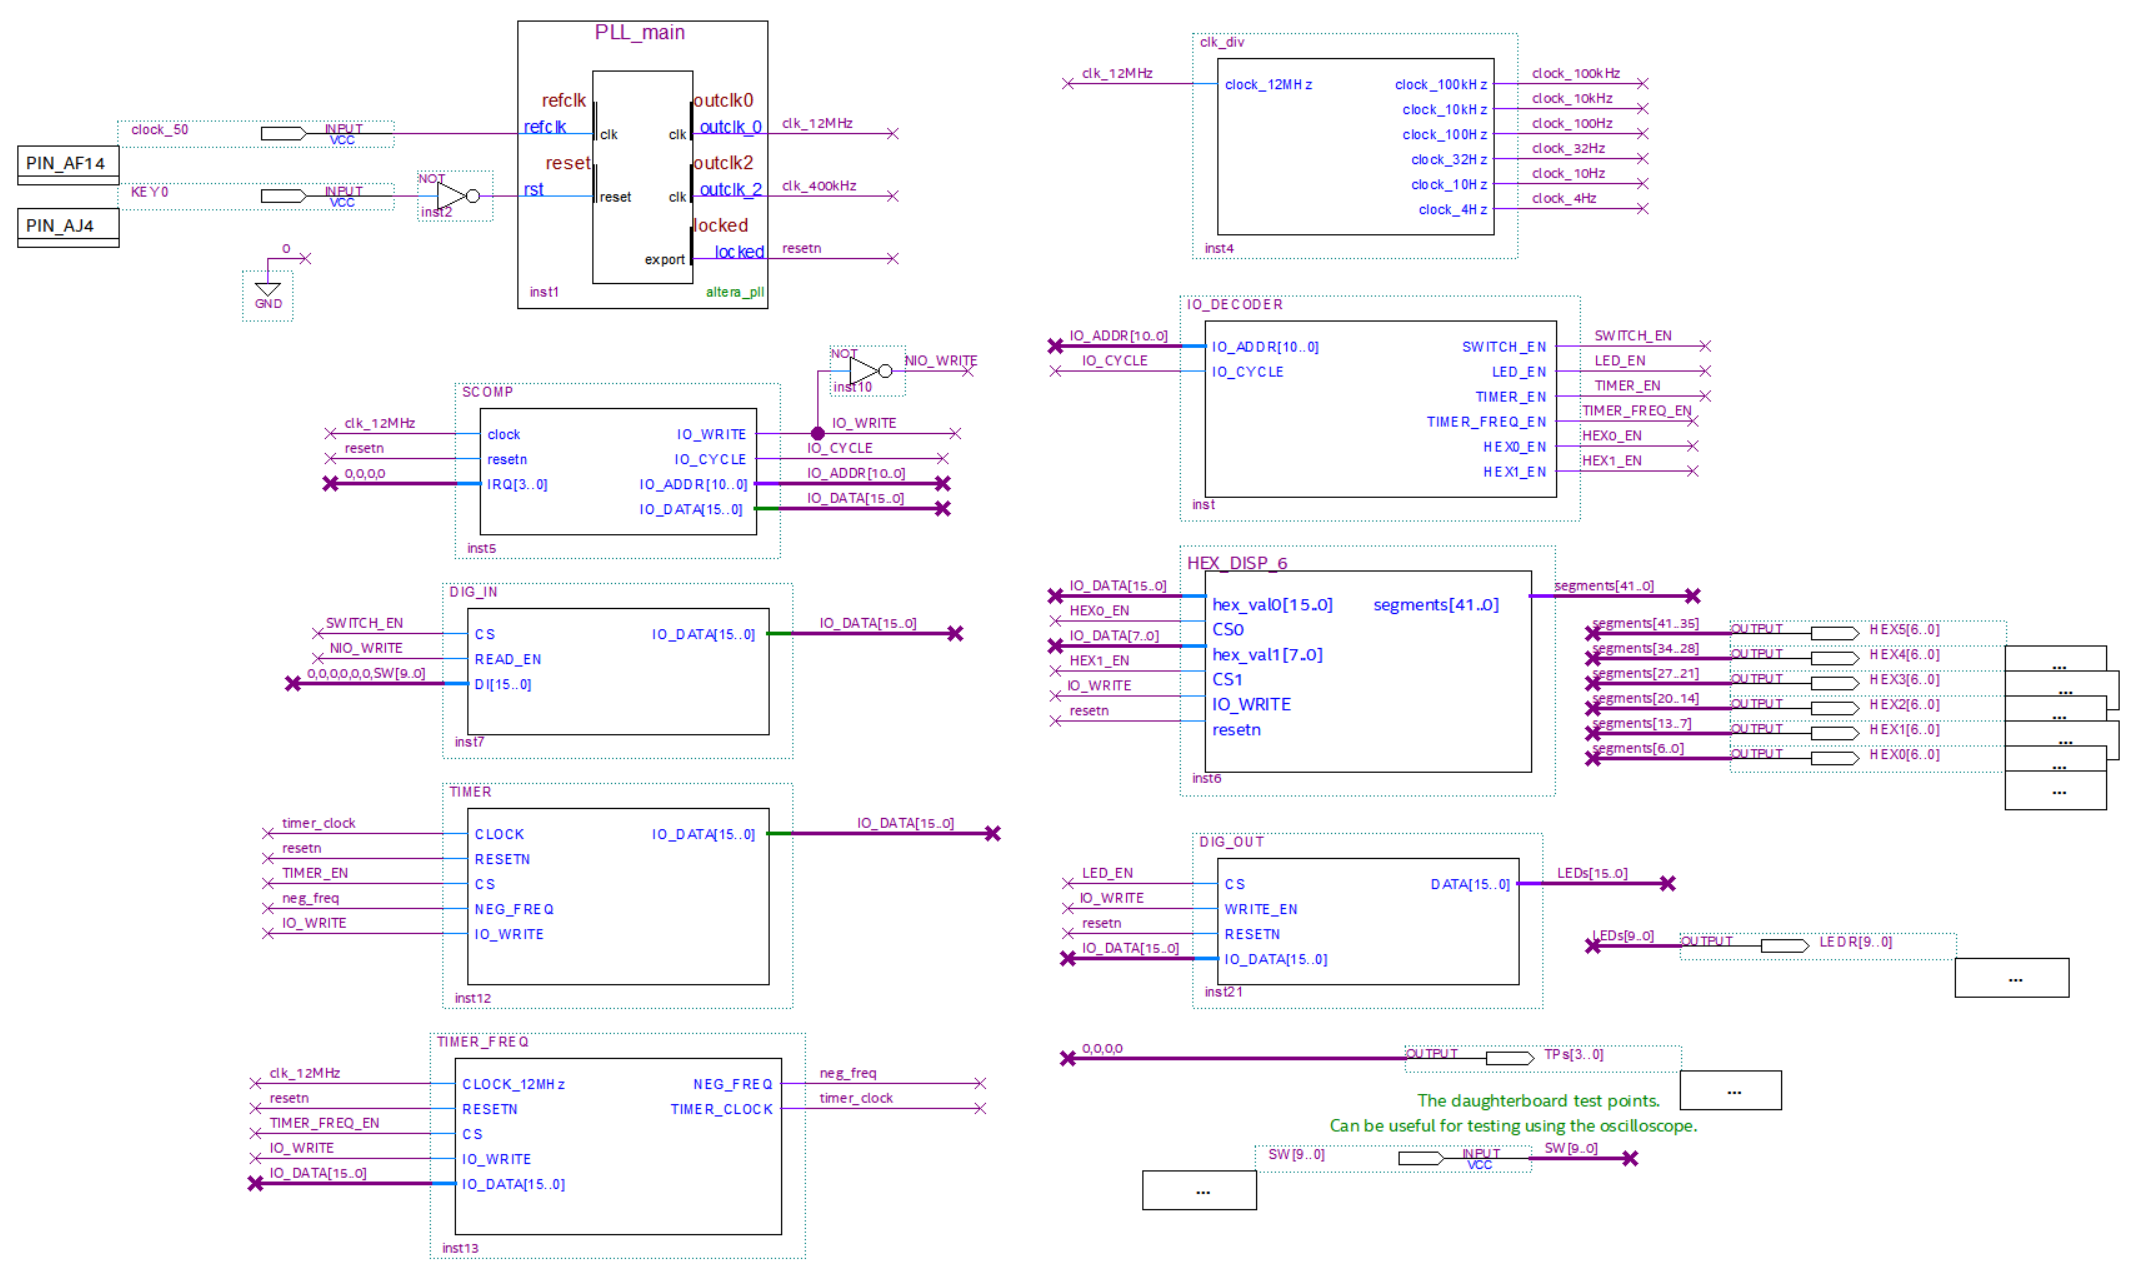 PLL_main
refclk
outclk0
clock_50
INPUT
VCC
refclk
clk
clk
outclk_0
clk_12MHz
PIN_AF14
reset
outclk2
KEY0
INPUT
VCC
NOT
inst2
rst
reset
clk
outclk_2
clk_400kHz
PIN_AJ4
locked
0
GND
export
locked
resetn
inst1
altera_pll
clk_div
clk_12MHz
clock_12MHz
clock_100kHz
clock_100kHz
clock_10kHz
clock_10kHz
clock_100Hz
clock_100Hz
clock_32Hz
clock_32Hz
clock_10Hz
clock_10Hz
clock_4Hz
clock_4Hz
inst4
NOT
NIO_WRITE
inst10
SCOMP
clk_12MHz
clock
IO_WRITE
IO_WRITE
resetn
resetn
IO_CYCLE
IO_CYCLE
0,0,0,0
IRQ[3..0]
IO_ADDR[10..0]
IO_ADDR[10..0]
IO_DATA[15..0]
IO_DATA[15..0]
inst5
IO_DECODER
IO_ADDR[10..0]
IO_ADDR[10..0]
SWITCH_EN
SWITCH_EN
IO_CYCLE
IO_CYCLE
LED_EN
LED_EN
TIMER_EN
TIMER_EN
TIMER_FREQ_EN
TIMER_FREQ_EN
HEX0_EN
HEX0_EN
HEX1_EN
HEX1_EN
inst
DIG_IN
SWITCH_EN
CS
IO_DATA[15..0]
IO_DATA[15..0]
NIO_WRITE
READ_EN
0,0,0,0,0,0,SW[9..0]
DI[15..0]
inst7
HEX_DISP_6
IO_DATA[15..0]
hex_val0[15..0]
segments[41..0]
segments[41..0]
HEX0_EN
CS0
IO_DATA[7..0]
hex_val1[7..0]
HEX1_EN
CS1
IO_WRITE
IO_WRITE
resetn
resetn
inst6
segments[41..35]
OUTPUT
HEX5[6..0]
segments[34..28]
OUTPUT
HEX4[6..0]
...
segments[27..21]
OUTPUT
HEX3[6..0]
...
segments[20..14]
OUTPUT
HEX2[6..0]
...
segments[13..7]
OUTPUT
HEX1[6..0]
...
segments[6..0]
OUTPUT
HEX0[6..0]
...
...
TIMER
timer_clock
CLOCK
IO_DATA[15..0]
IO_DATA[15..0]
resetn
RESETN
TIMER_EN
CS
neg_freq
NEG_FREQ
IO_WRITE
IO_WRITE
inst12
DIG_OUT
LED_EN
CS
DATA[15..0]
LEDs[15..0]
IO_WRITE
WRITE_EN
resetn
RESETN
IO_DATA[15..0]
IO_DATA[15..0]
inst21
LEDs[9..0]
OUTPUT
LEDR[9..0]
...
TIMER_FREQ
clk_12MHz
CLOCK_12MHz
NEG_FREQ
neg_freq
resetn
RESETN
TIMER_CLOCK
timer_clock
TIMER_FREQ_EN
CS
IO_WRITE
IO_WRITE
IO_DATA[15..0]
IO_DATA[15..0]
inst13
0,0,0,0
OUTPUT
TPs[3..0]
...
The daughterboard test points.
Can be useful for testing using the oscilloscope.
SW[9..0]
INPUT
VCC
SW[9..0]
...